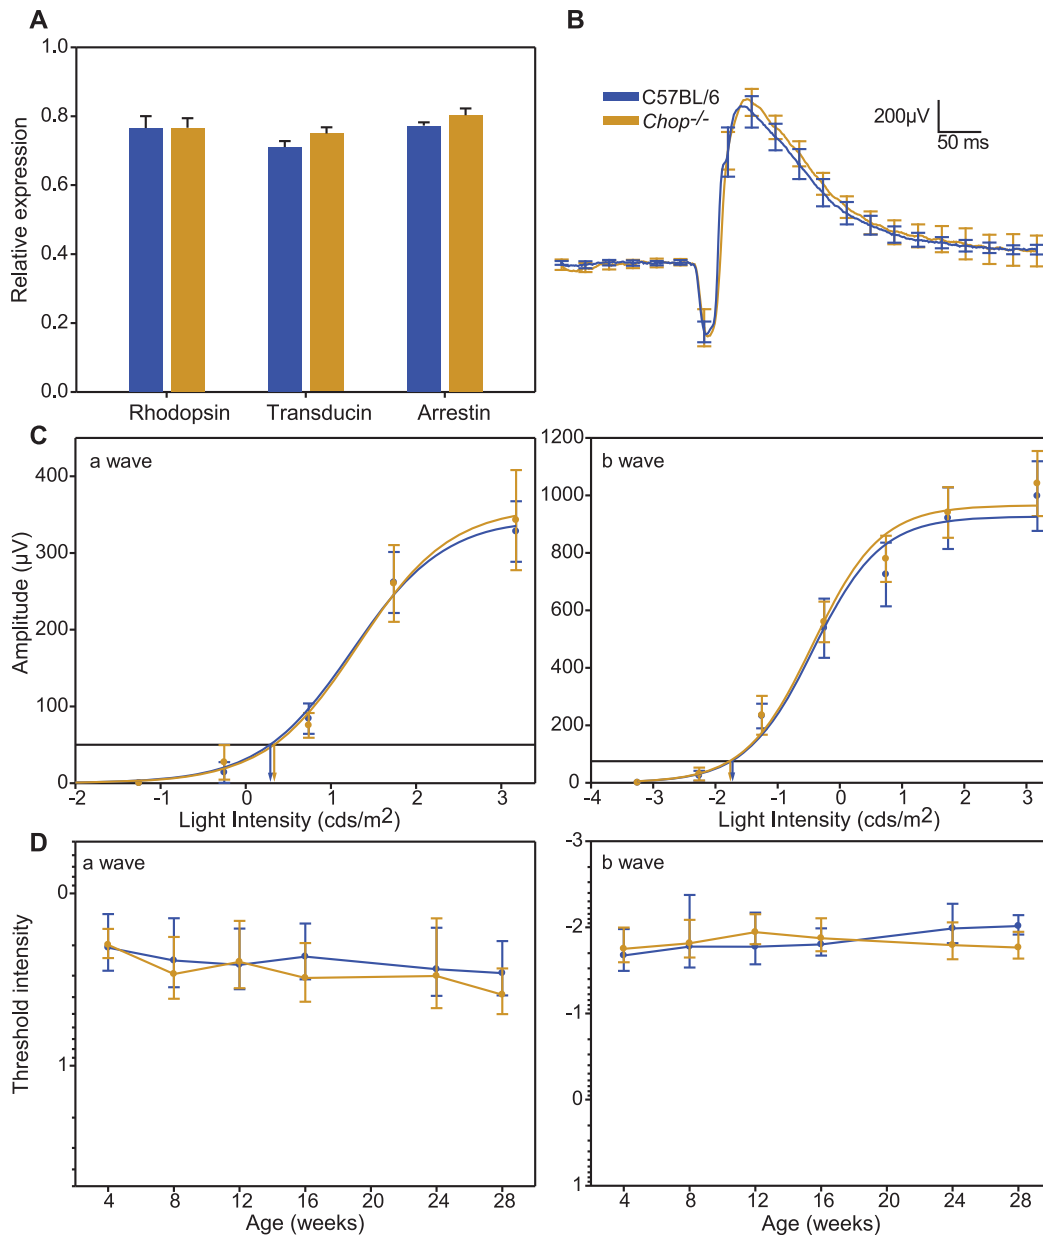 A
1.0
0.8
0.6
0.4
0.2
0.0
Relative expression
Rhodopsin Transducin Arrestin
B
C57BL/6
Chop-/-
200µV
50 ms
C
a wave
400
300
200
100
0
Amplitude (µV)
-2 -1 0 1 2 3
Light Intensity (cds/m2)
b wave
1200
1000
800
600
400
200
0
-4 -3 -2 -1 0 1 2 3
Light Intensity (cds/m2)
D
a wave
0
1
Threshold intensity
4 8 12 16 20 24 28
Age (weeks)
b wave
-3
-2
-1
0
1
4 8 12 16 20 24 28
Age (weeks)